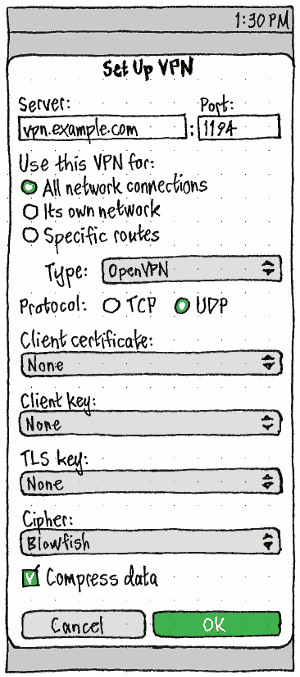 1:30 PM
Set Up VPN
Server: Port:
vpn.example.com : 1194
Use this VPN for:
All network connections
Its own network
Specific routes
Type: OpenVPN
Protocol: TCP UDP
Client certificate:
None
Client key:
None
TLS key:
None
Cipher:
Blowfish
Compress data
Cancel OK